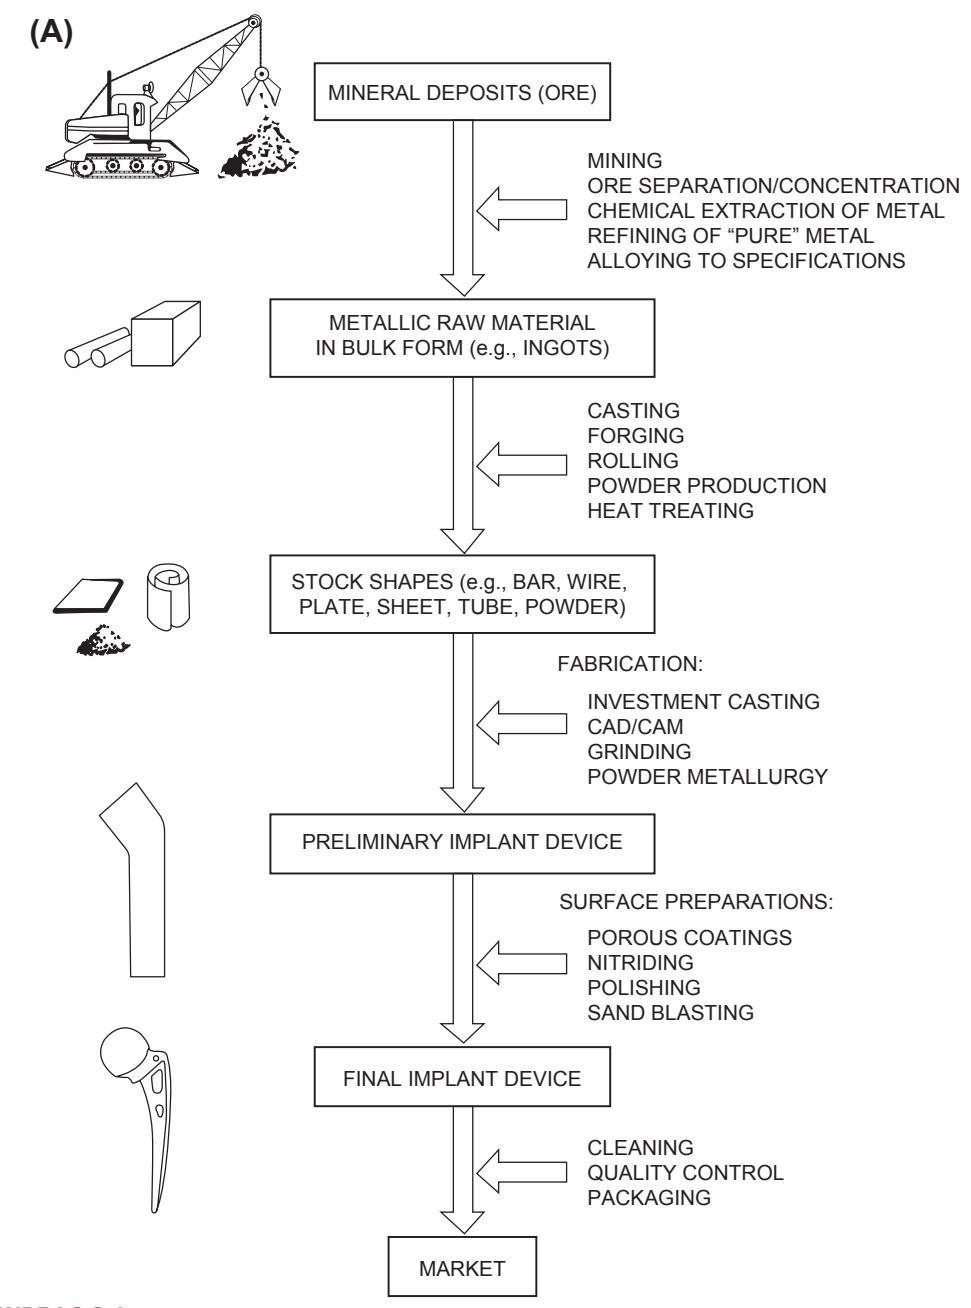 (A)
MINERAL DEPOSITS (ORE)
MINING
ORE SEPARATION/CONCENTRATION
CHEMICAL EXTRACTION OF METAL
REFINING OF “PURE” METAL
ALLOYING TO SPECIFICATIONS
METALLIC RAW MATERIAL
IN BULK FORM (e.g., INGOTS)
CASTING
FORGING
ROLLING
POWDER PRODUCTION
HEAT TREATING
STOCK SHAPES (e.g., BAR, WIRE,
PLATE, SHEET, TUBE, POWDER)
FABRICATION:
INVESTMENT CASTING
CAD/CAM
GRINDING
POWDER METALLURGY
PRELIMINARY IMPLANT DEVICE
SURFACE PREPARATIONS:
POROUS COATINGS
NITRIDING
POLISHING
SAND BLASTING
FINAL IMPLANT DEVICE
CLEANING
QUALITY CONTROL
PACKAGING
MARKET